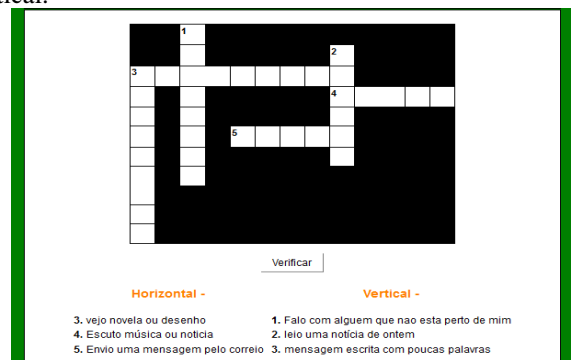 ticar.
1
2
3
4
5
Verificar
Horizontal - Vertical -
3. vejo novela ou desenho 1. Falo com alguem que nao esta perto de mim
4. Escuto música ou noticia 2. leio uma notícia de ontem
5. Envio uma mensagem pelo correio 3. mensagem escrita com poucas palavras